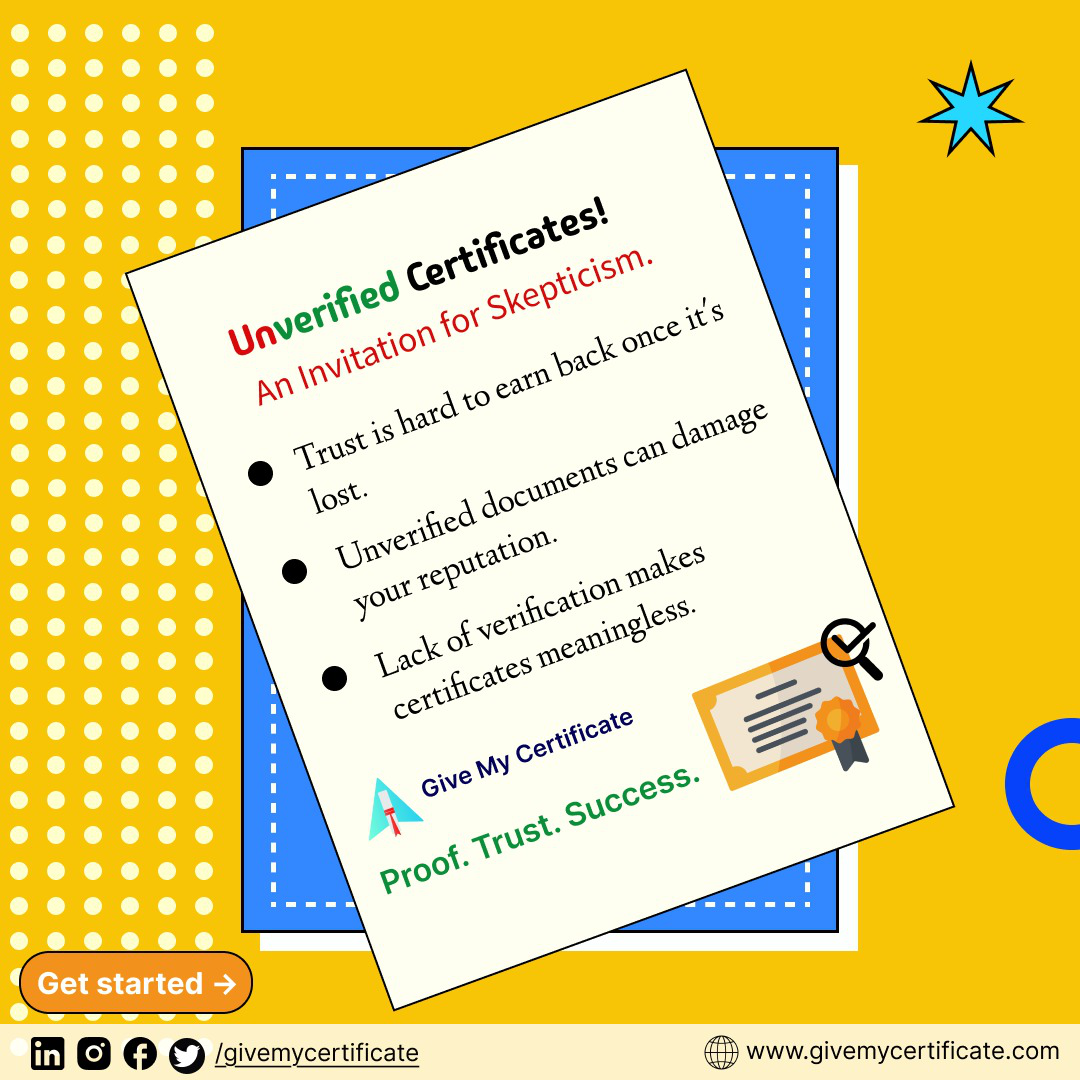 Unverified Certificates!
An Invitation for Skepticism.
Trust is hard to earn back once it's
lost.
Unverified documents can damage
your reputation.
Lack of verification makes
certificates meaningless.
Give My Certificate
Proof. Trust. Success.
Get started →
/givemycertificate
www.givemycertificate.com